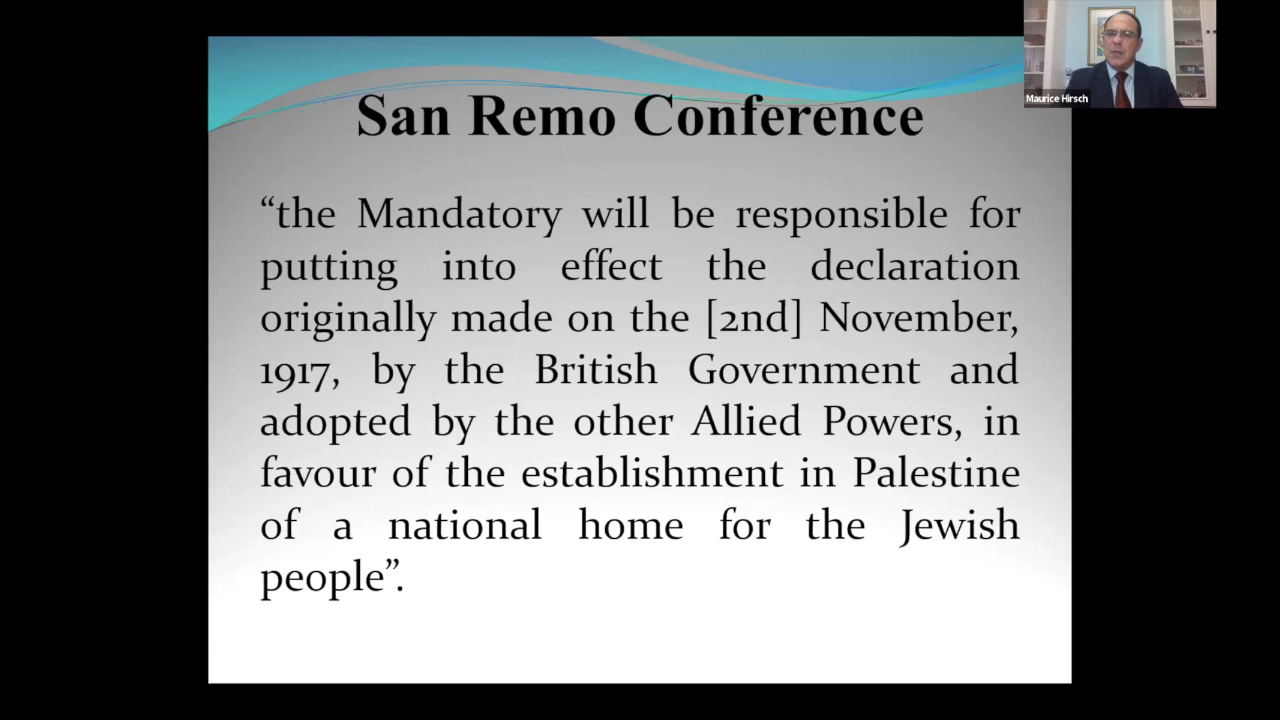 Maurice Hirsch
San Remo Conference
“the Mandatory will be responsible for
putting into effect the declaration
originally made on the [2nd] November,
1917, by the British Government and
adopted by the other Allied Powers, in
favour of the establishment in Palestine
of a national home for the Jewish
people”.